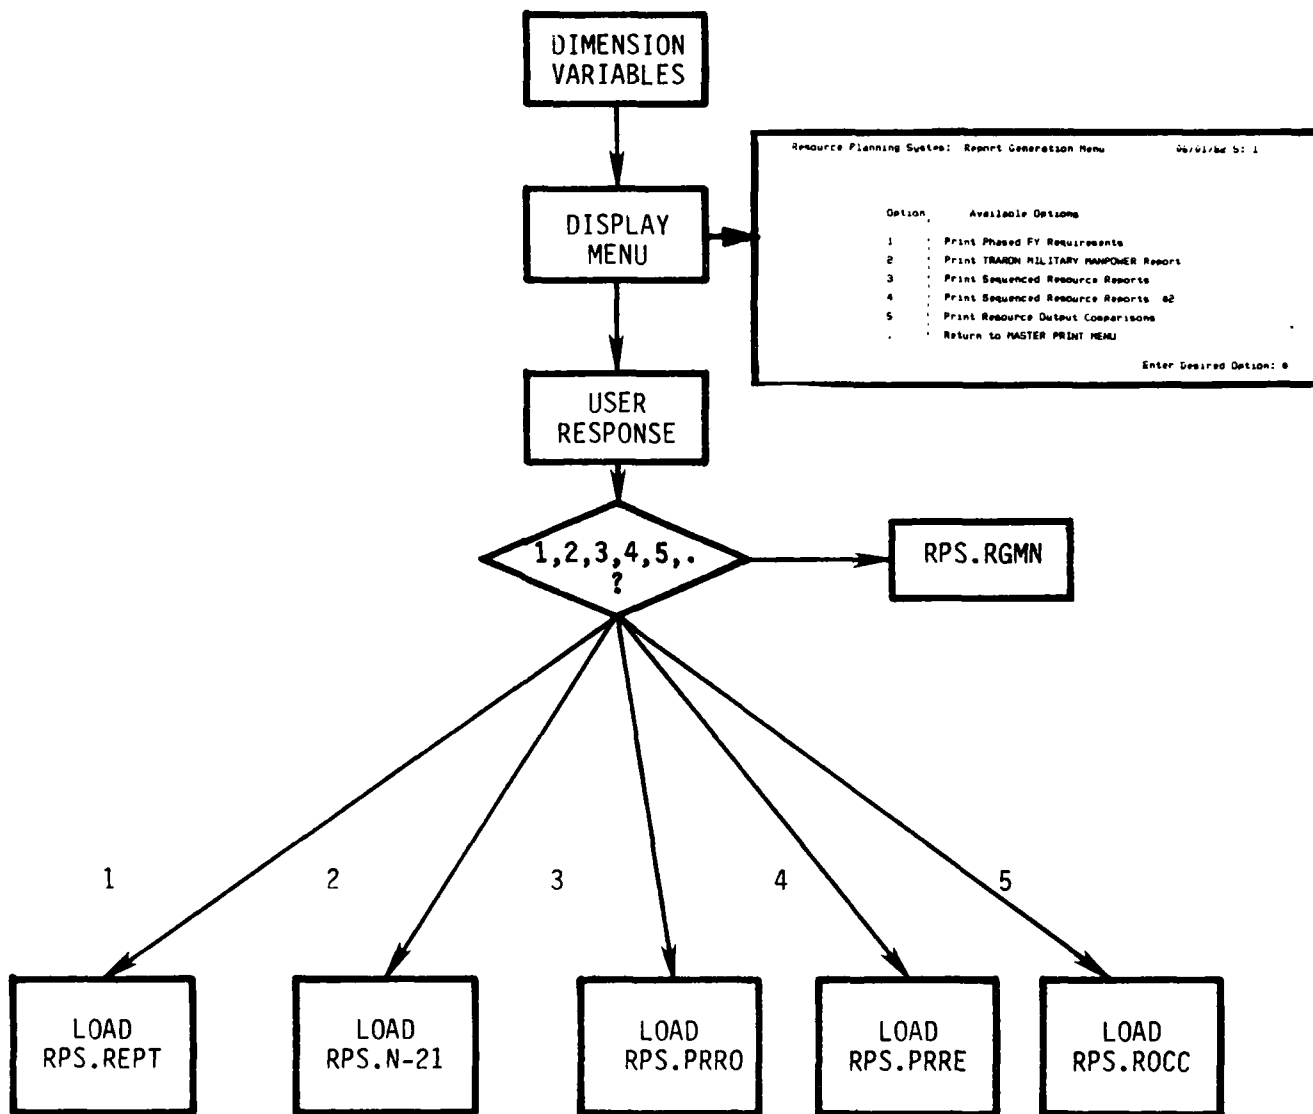 DIMENSION
VARIABLES
DISPLAY
MENU
Resource Planning System: Report Generation Menu
Option Available Options
1 Print Phased FY Requirements
2 Print TRARON MILITARY MANPOWER Report
3 Print Sequenced Resource Reports
4 Print Sequenced Resource Reports #2
5 Print Resource Output Comparisons
. Return to MASTER PRINT MENU
Enter Desired Option:
USER
RESPONSE
1,2,3,4,5,.
?
RPS.RGMN
1 2 3 4 5
LOAD
RPS.REPT
LOAD
RPS.N-21
LOAD
RPS.PRRO
LOAD
RPS.PRRE
LOAD
RPS.ROCC